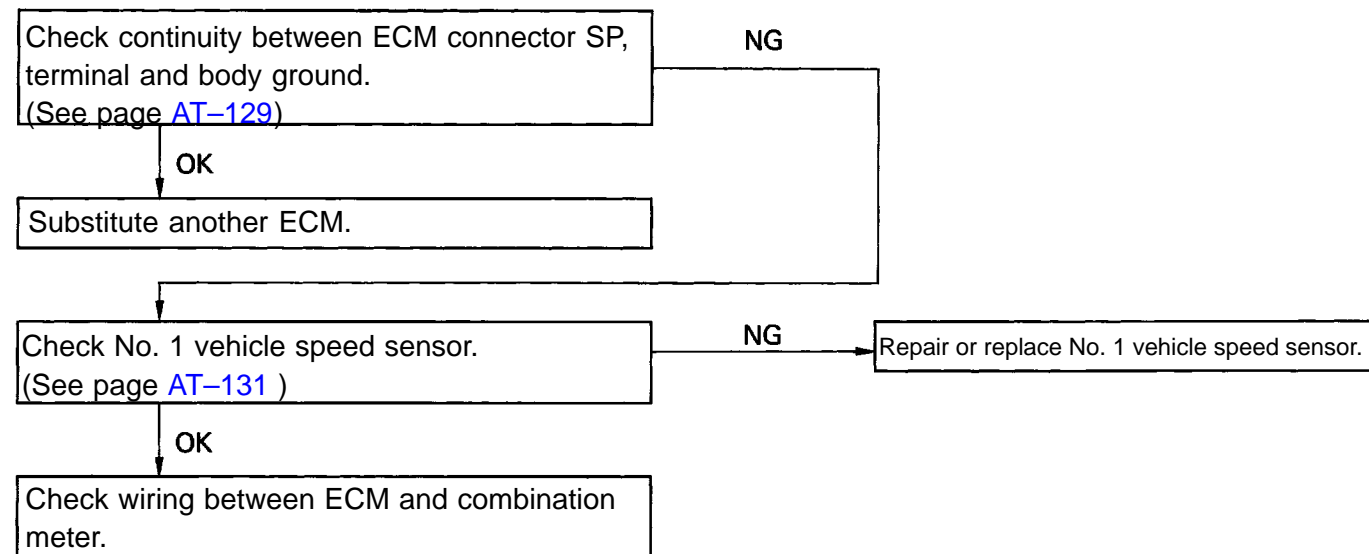 Check continuity between ECM connector SP,
terminal and body ground.
(See page AT–129)
NG
OK
Substitute another ECM.
Check No. 1 vehicle speed sensor.
(See page AT–131 )
NG
Repair or replace No. 1 vehicle speed sensor.
OK
Check wiring between ECM and combination
meter.